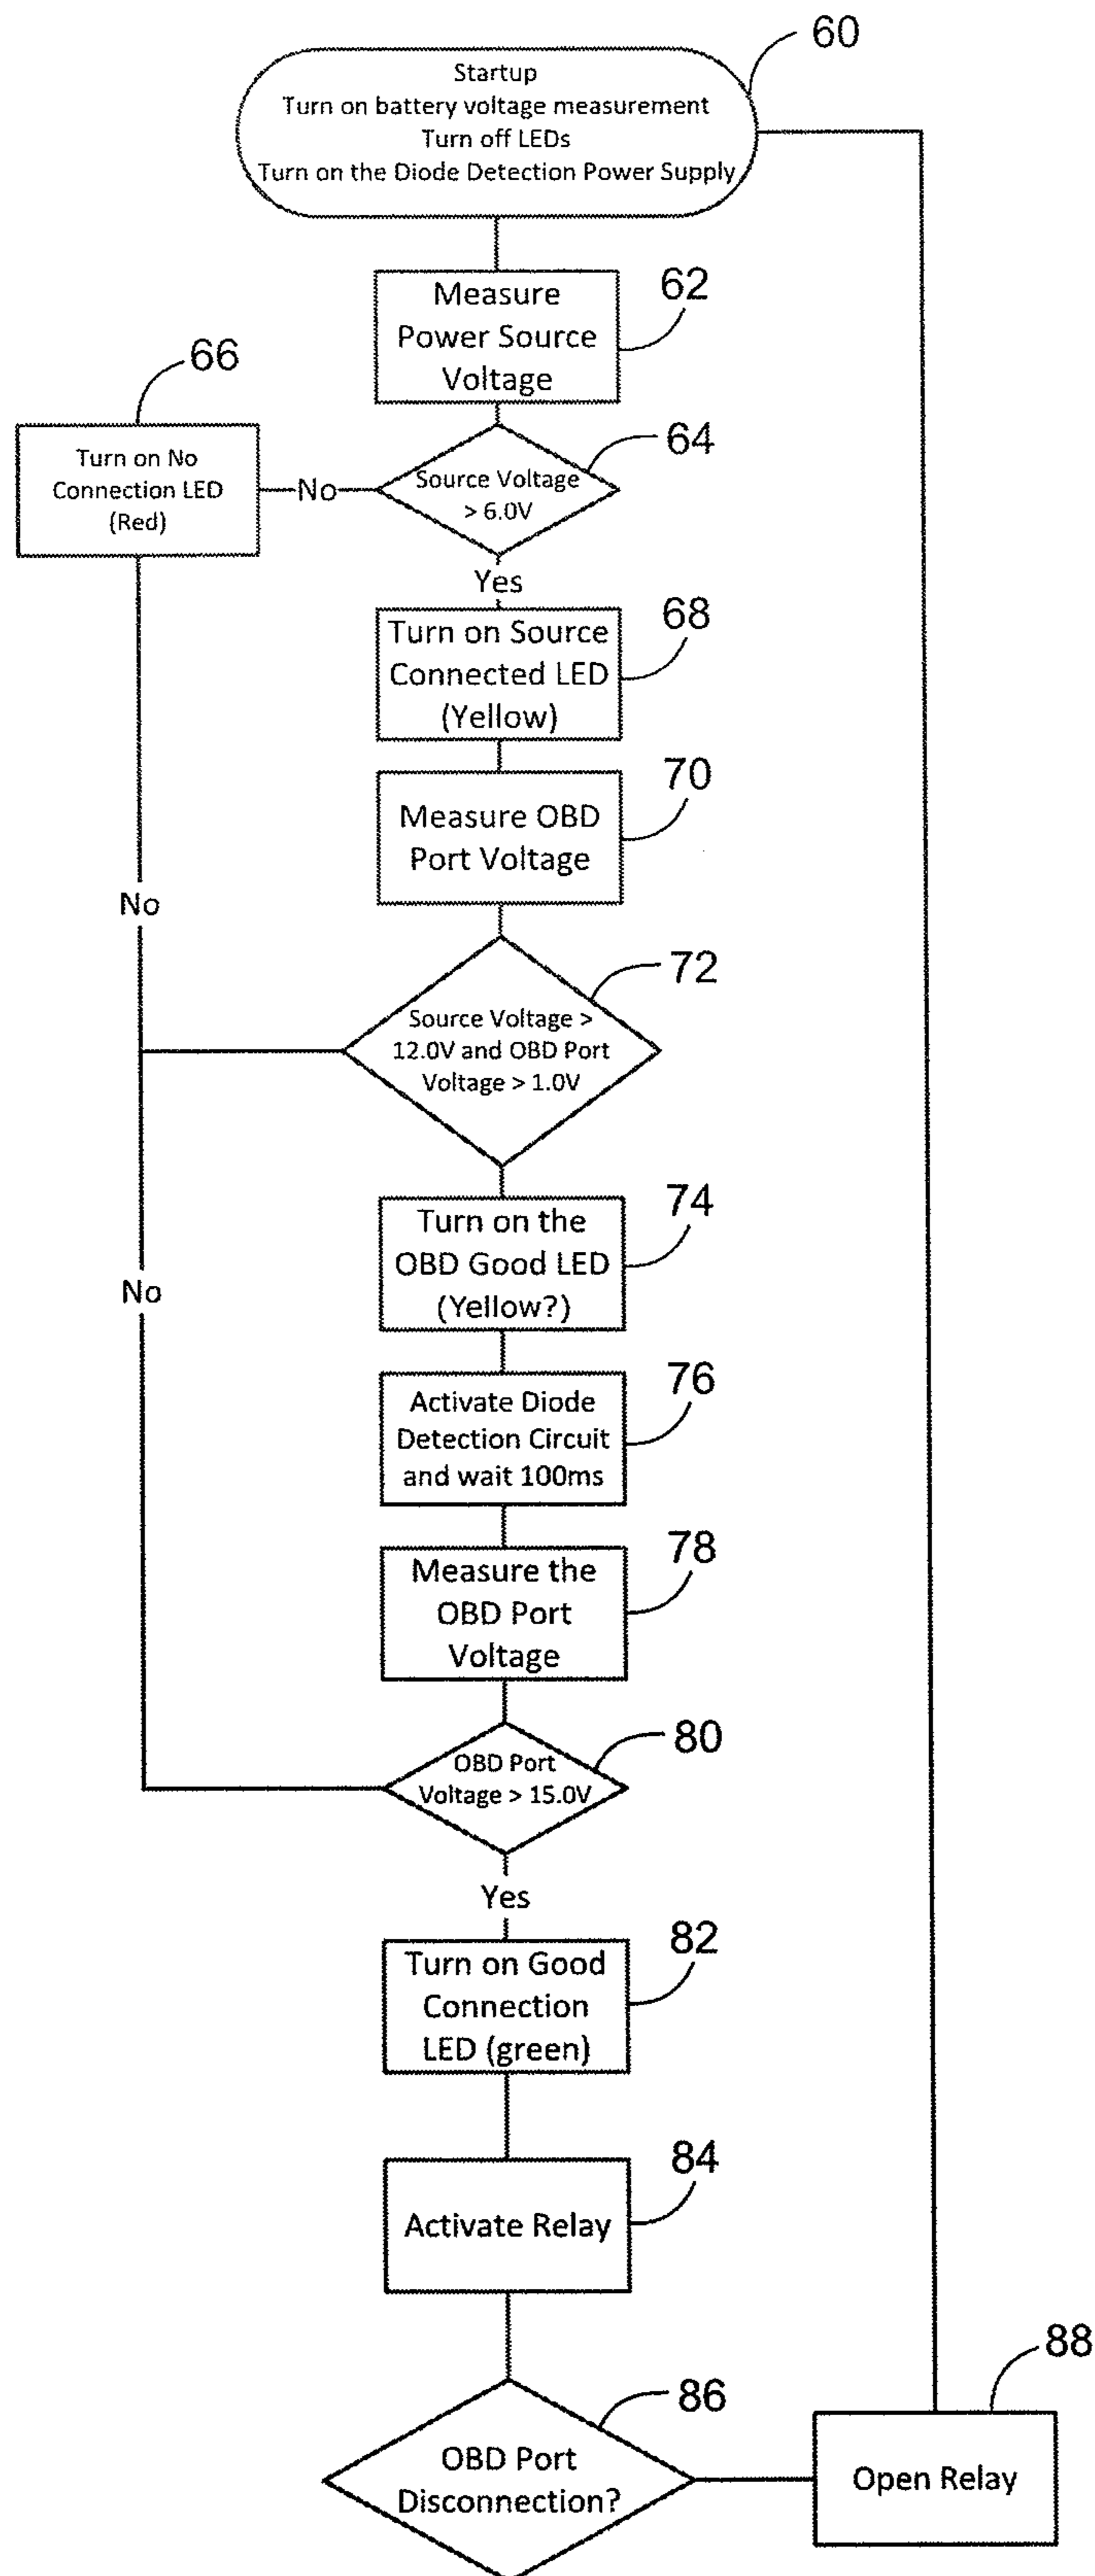 60
Startup
Turn on battery voltage measurement
Turn off LEDs
Turn on the Diode Detection Power Supply
62
Measure
Power Source
Voltage
64
Source Voltage
> 6.0V
No
66
Turn on No
Connection LED
(Red)
Yes
68
Turn on Source
Connected LED
(Yellow)
70
Measure OBD
Port Voltage
No
72
Source Voltage >
12.0V and OBD Port
Voltage > 1.0V
74
Turn on the
OBD Good LED
(Yellow?)
No
76
Activate Diode
Detection Circuit
and wait 100ms
78
Measure the
OBD Port
Voltage
80
OBD Port
Voltage > 15.0V
Yes
82
Turn on Good
Connection
LED (green)
84
Activate Relay
86
OBD Port
Disconnection?
88
Open Relay